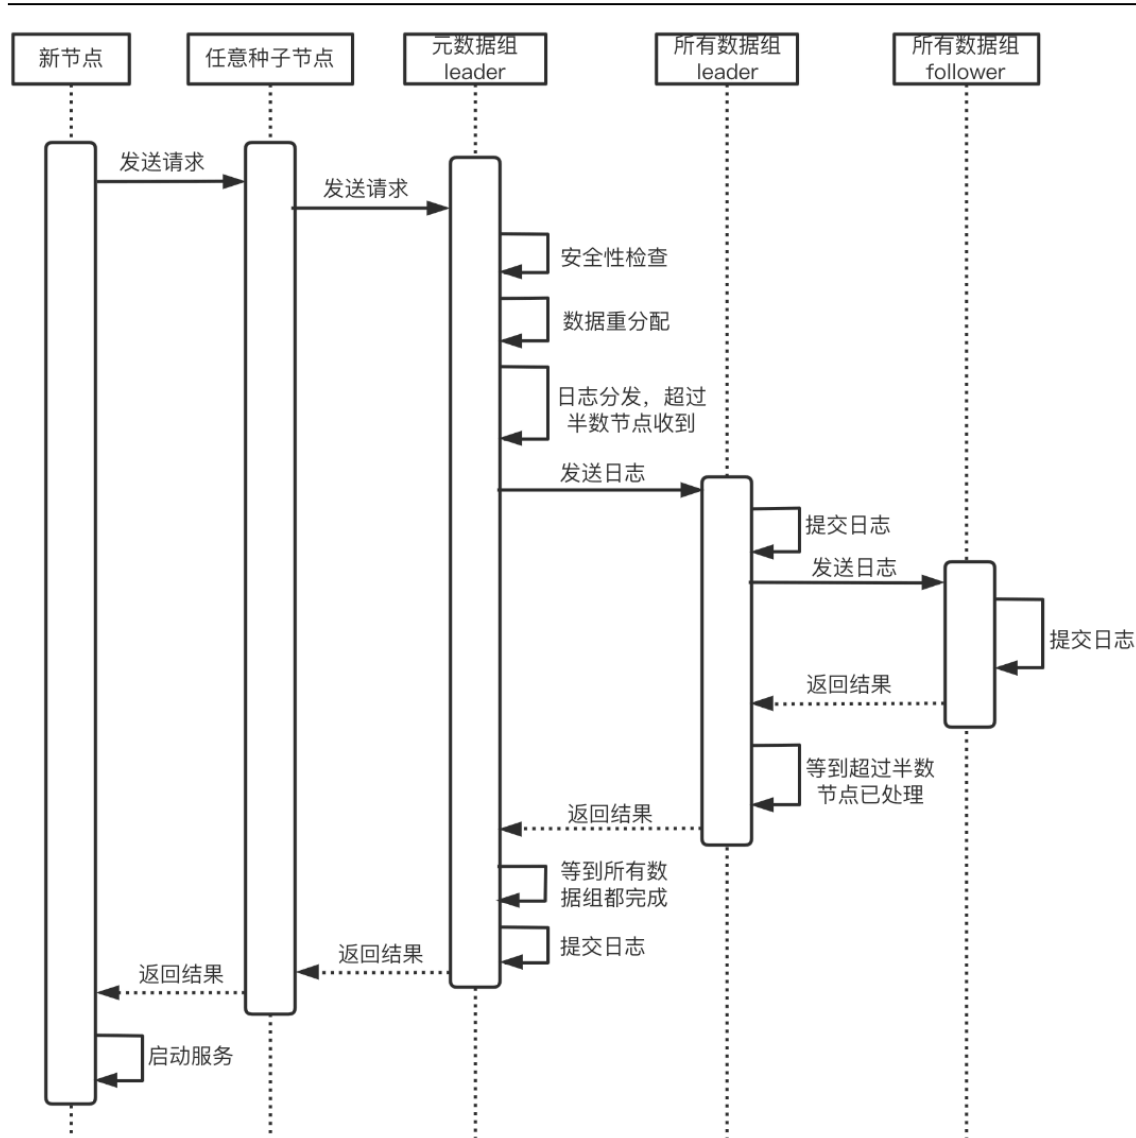 新节点
任意种子节点
元数据组
leader
所有数据组
leader
所有数据组
follower
发送请求
发送请求
安全性检查
数据重分配
日志分发，超过
半数节点收到
发送日志
提交日志
发送日志
提交日志
返回结果
等到超过半数
节点已处理
返回结果
等到所有数
据组都完成
提交日志
返回结果
返回结果
启动服务